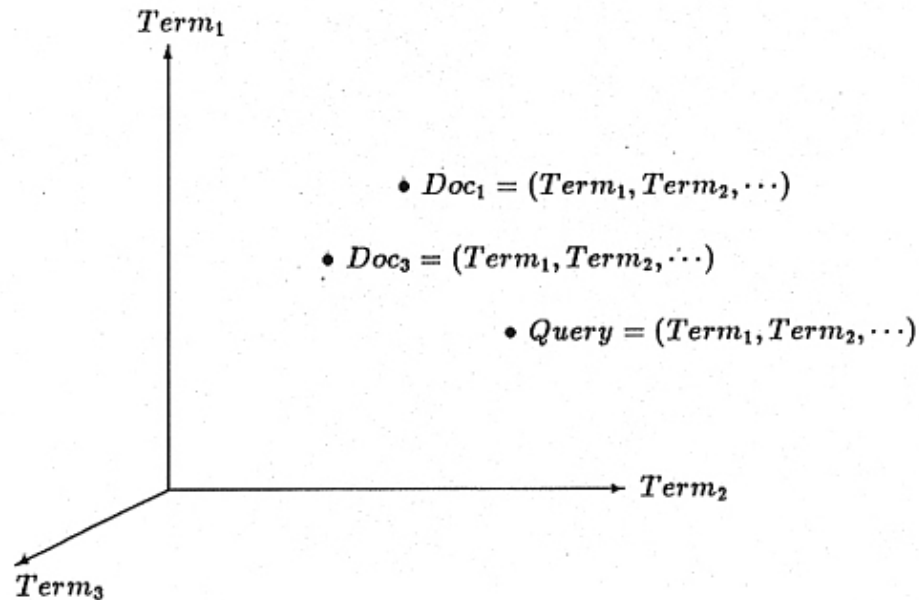 Term₁
Doc₁ = (Term₁, Term₂, ⋯)
Doc₃ = (Term₁, Term₂, ⋯)
Query = (Term₁, Term₂, ⋯)
Term₂
Term₃